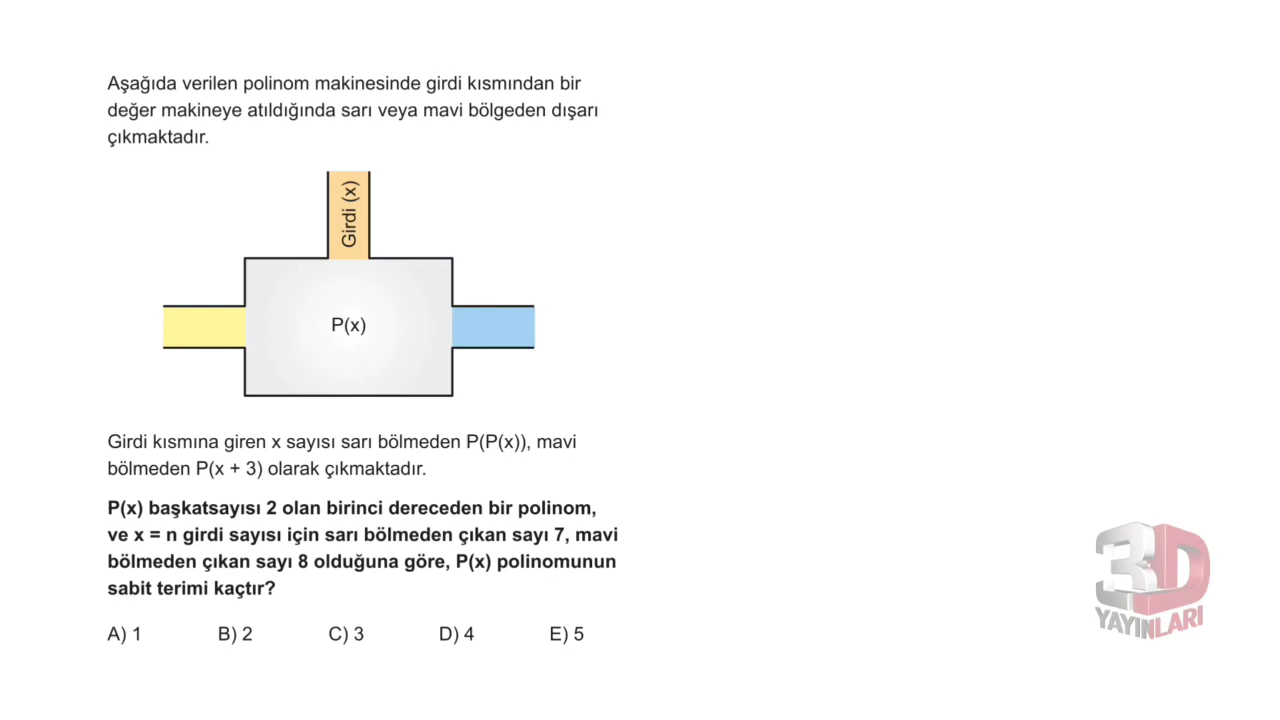 Aşağıda verilen polinom makinesinde girdi kısmından bir
değer makineye atıldığında sarı veya mavi bölgeden dışarı
çıkmaktadır.
Girdi (x)
P(x)
Girdi kısmına giren x sayısı sarı bölmeden P(P(x)), mavi
bölmeden P(x + 3) olarak çıkmaktadır.
P(x) başkatsayısı 2 olan birinci dereceden bir polinom,
ve x = n girdi sayısı için sarı bölmeden çıkan sayı 7, mavi
bölmeden çıkan sayı 8 olduğuna göre, P(x) polinomunun
sabit terimi kaçtır?
A) 1 B) 2 C) 3 D) 4 E) 5
3D
YAYINLARI